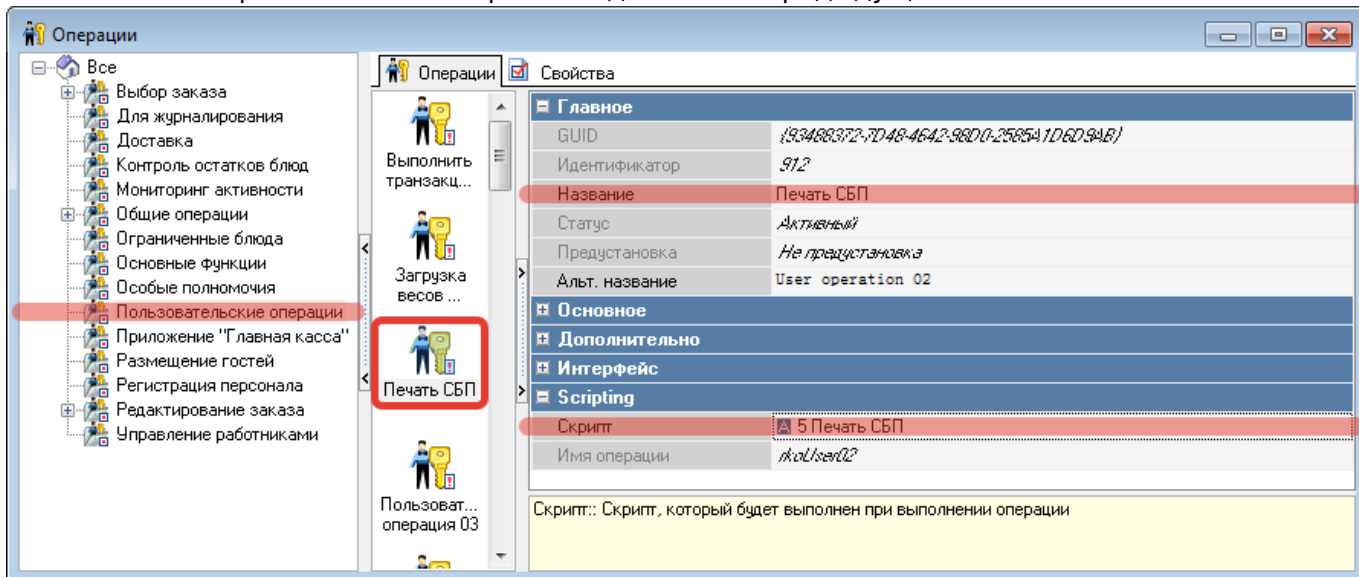 Операции
Все
Выбор заказа
Для журналирования
Доставка
Контроль остатков блюд
Мониторинг активности
Общие операции
Ограниченные блюда
Основные функции
Особые полномочия
Пользовательские операции
Приложение "Главная касса"
Размещение гостей
Регистрация персонала
Редактирование заказа
Управление работниками
Операции
Свойства
Выполнить
транзакц...
Загрузка
весов ...
Печать СБП
Пользоват...
операция 03
Главное
GUID {93488372-7D48-4642-98D0-2585A1D6D9AB}
Идентификатор 912
Название Печать СБП
Статус Активный
Предустановка Не предустановка
Альт. название User operation 02
Основное
Дополнительно
Интерфейс
Scripting
Скрипт 5 Печать СБП
Имя операции rkoUser02
Скрипт:: Скрипт, который будет выполнен при выполнении операции